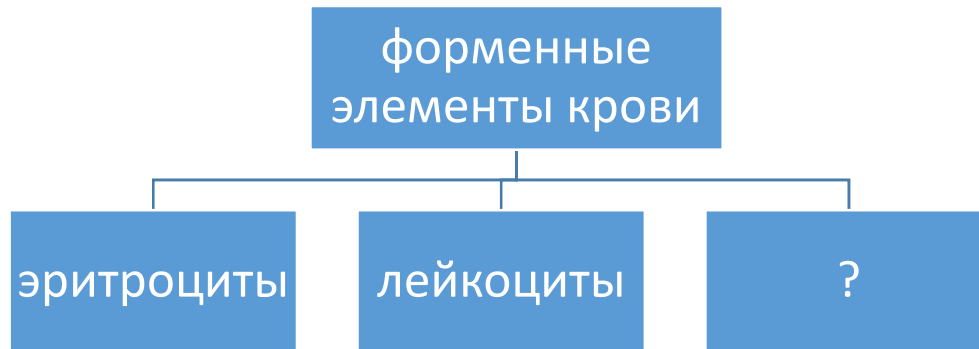 форменные
элементы крови
эритроциты
лейкоциты
?